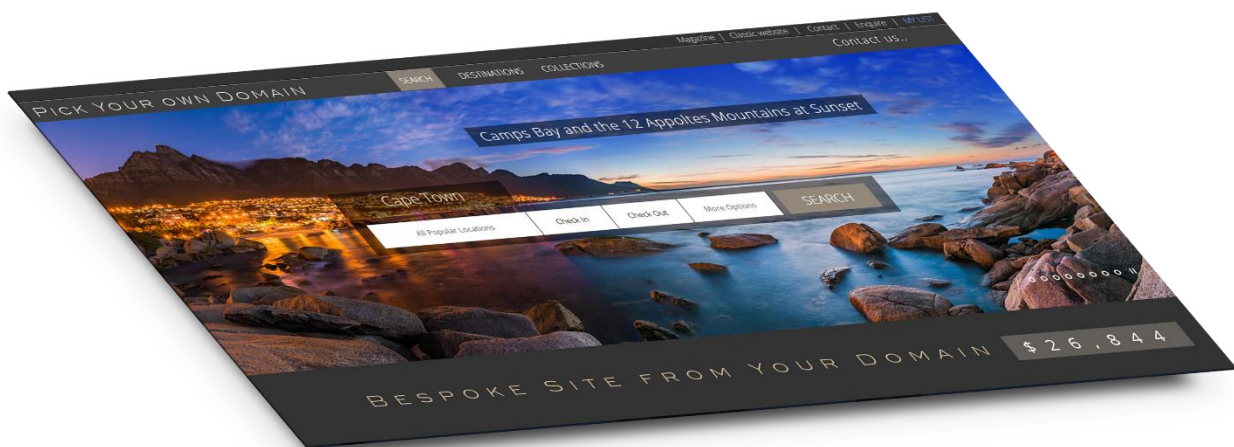 Magazine | Classic website | Contact | Enquire | MY LIST
PICK YOUR OWN DOMAIN
SEARCH DESTINATIONS COLLECTIONS
Contact us..
Camps Bay and the 12 Appoltes Mountains at Sunset
Cape Town
All Popular Locations Check In Check Out More Options SEARCH
BESPOKE SITE FROM YOUR DOMAIN $26,844